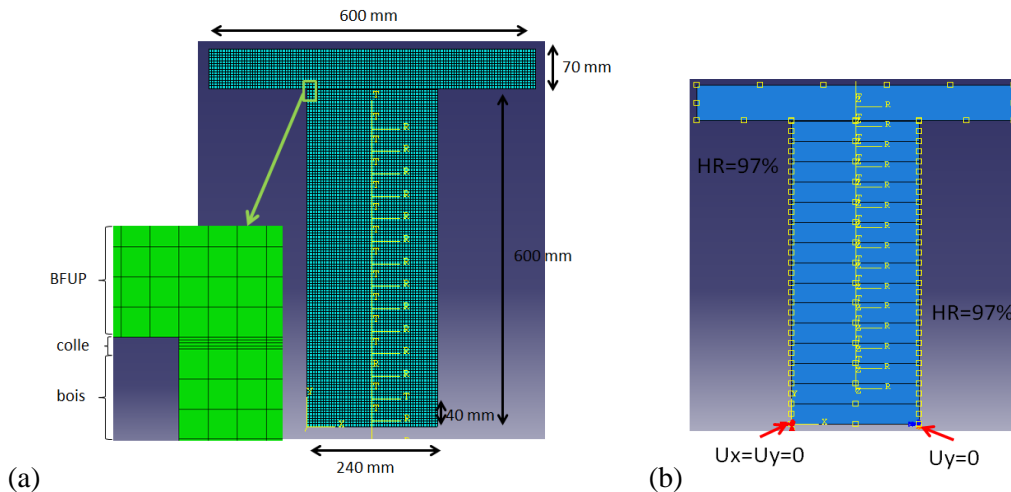 600 mm
70 mm
600 mm
BFUP
colle
bois
40 mm
240 mm
Y
X
(a)
HR=97%
HR=97%
X
Ux=Uy=0
Uy=0
(b)